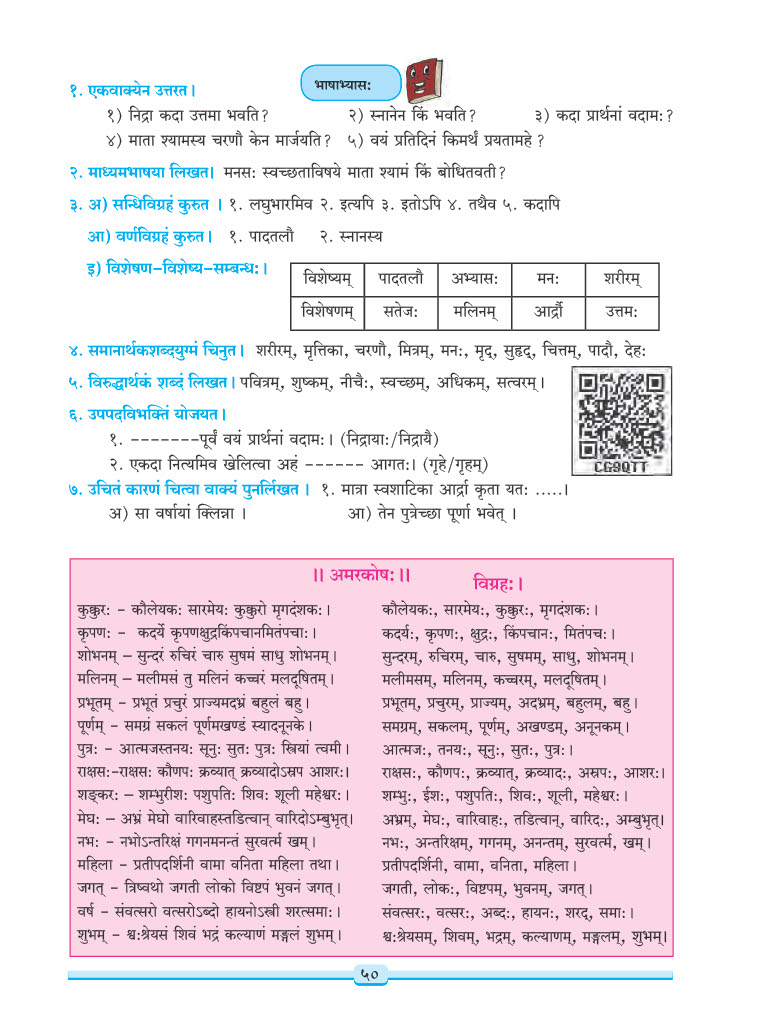 भाषाभ्यासः
१. एकवाक्येन उत्तरत।
१) निद्रा कदा उत्तमा भवति? २) स्नानेन किं भवति? ३) कदा प्रार्थनां वदामः?
४) माता श्यामस्य चरणौ केन मार्जयति? ५) वयं प्रतिदिनं किमर्थं प्रयतामहे ?
२. माध्यमभाषया लिखत। मनसः स्वच्छताविषये माता श्यामं किं बोधितवती?
३. अ) सन्धिविग्रहं कुरुत । १. लघुभारमिव २. इत्यपि ३. इतोऽपि ४. तथैव ५. कदापि
आ) वर्णविग्रहं कुरुत। १. पादतलौ २. स्नानस्य
इ) विशेषण-विशेष्य-सम्बन्धः।
विशेष्यम् पादतलौ अभ्यासः मनः शरीरम्
विशेषणम् सतेजः मलिनम् आर्द्रौ उत्तमः
४. समानार्थकशब्दयुग्मं चिनुत। शरीरम्, मृत्तिका, चरणौ, मित्रम्, मनः, मृद्, सुहृद्, चित्तम्, पादौ, देहः
५. विरुद्धार्थकं शब्दं लिखत। पवित्रम्, शुष्कम्, नीचैः, स्वच्छम्, अधिकम्, सत्वरम्।
६. उपपदविभक्तिं योजयत।
१. -------पूर्वं वयं प्रार्थनां वदामः। (निद्रायाः/निद्रायै)
२. एकदा नित्यमिव खेलित्वा अहं ------ आगतः। (गृहे/गृहम्)
CG9QTT
७. उचितं कारणं चित्वा वाक्यं पुनर्लिखत । १. मात्रा स्वशाटिका आर्द्रा कृता यतः .....।
अ) सा वर्षायां क्लिन्ना । आ) तेन पुत्रेच्छा पूर्णा भवेत् ।
॥ अमरकोषः॥ विग्रहः।
कुक्कुरः - कौलेयकः सारमेयः कुक्कुरो मृगदंशकः। कौलेयकः, सारमेयः, कुक्कुरः, मृगदंशकः।
कृपणः - कदर्ये कृपणक्षुद्रकिंपचानमितंपचाः। कदर्यः, कृपणः, क्षुद्रः, किंपचानः, मितंपचः।
शोभनम् – सुन्दरं रुचिरं चारु सुषमं साधु शोभनम्। सुन्दरम्, रुचिरम्, चारु, सुषमम्, साधु, शोभनम्।
मलिनम् – मलीमसं तु मलिनं कच्चरं मलदूषितम्। मलीमसम्, मलिनम्, कच्चरम्, मलदूषितम्।
प्रभूतम् - प्रभूतं प्रचुरं प्राज्यमदभ्रं बहुलं बहु। प्रभूतम्, प्रचुरम्, प्राज्यम्, अदभ्रम्, बहुलम्, बहु।
पूर्णम् - समग्रं सकलं पूर्णमखण्डं स्यादनूनके। समग्रम्, सकलम्, पूर्णम्, अखण्डम्, अनूनकम्।
पुत्रः - आत्मजस्तनयः सूनुः सुतः पुत्रः स्त्रियां त्वमी। आत्मजः, तनयः, सूनुः, सुतः, पुत्रः।
राक्षसः-राक्षसः कौणपः क्रव्यात् क्रव्यादोऽस्रप आशरः। राक्षसः, कौणपः, क्रव्यात्, क्रव्यादः, अस्रपः, आशरः।
शङ्करः – शम्भुरीशः पशुपतिः शिवः शूली महेश्वरः। शम्भुः, ईशः, पशुपतिः, शिवः, शूली, महेश्वरः।
मेघः – अभ्रं मेघो वारिवाहस्तडित्वान् वारिदोऽम्बुभृत्। अभ्रम्, मेघः, वारिवाहः, तडित्वान्, वारिदः, अम्बुभृत्।
नभः - नभोऽन्तरिक्षं गगनमनन्तं सुरवर्त्म खम्। नभः, अन्तरिक्षम्, गगनम्, अनन्तम्, सुरवर्त्म, खम्।
महिला - प्रतीपदर्शिनी वामा वनिता महिला तथा। प्रतीपदर्शिनी, वामा, वनिता, महिला।
जगत् - त्रिष्वथो जगती लोको विष्टपं भुवनं जगत्। जगती, लोकः, विष्टपम्, भुवनम्, जगत्।
वर्ष - संवत्सरो वत्सरोऽब्दो हायनोऽस्त्री शरत्समाः। संवत्सरः, वत्सरः, अब्दः, हायनः, शरद्, समाः।
शुभम् - श्वःश्रेयसं शिवं भद्रं कल्याणं मङ्गलं शुभम्। श्वःश्रेयसम्, शिवम्, भद्रम्, कल्याणम्, मङ्गलम्, शुभम्।
५०